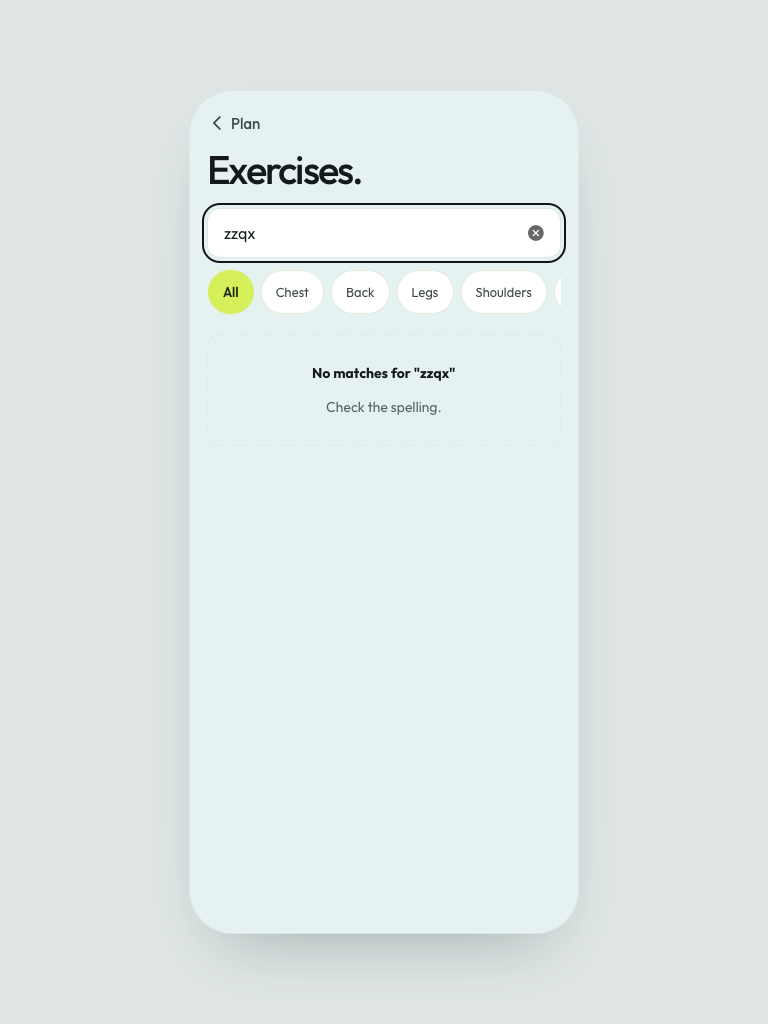 Plan
Exercises.
zzqx
All
Chest
Back
Legs
Shoulders
No matches for "zzqx"
Check the spelling.